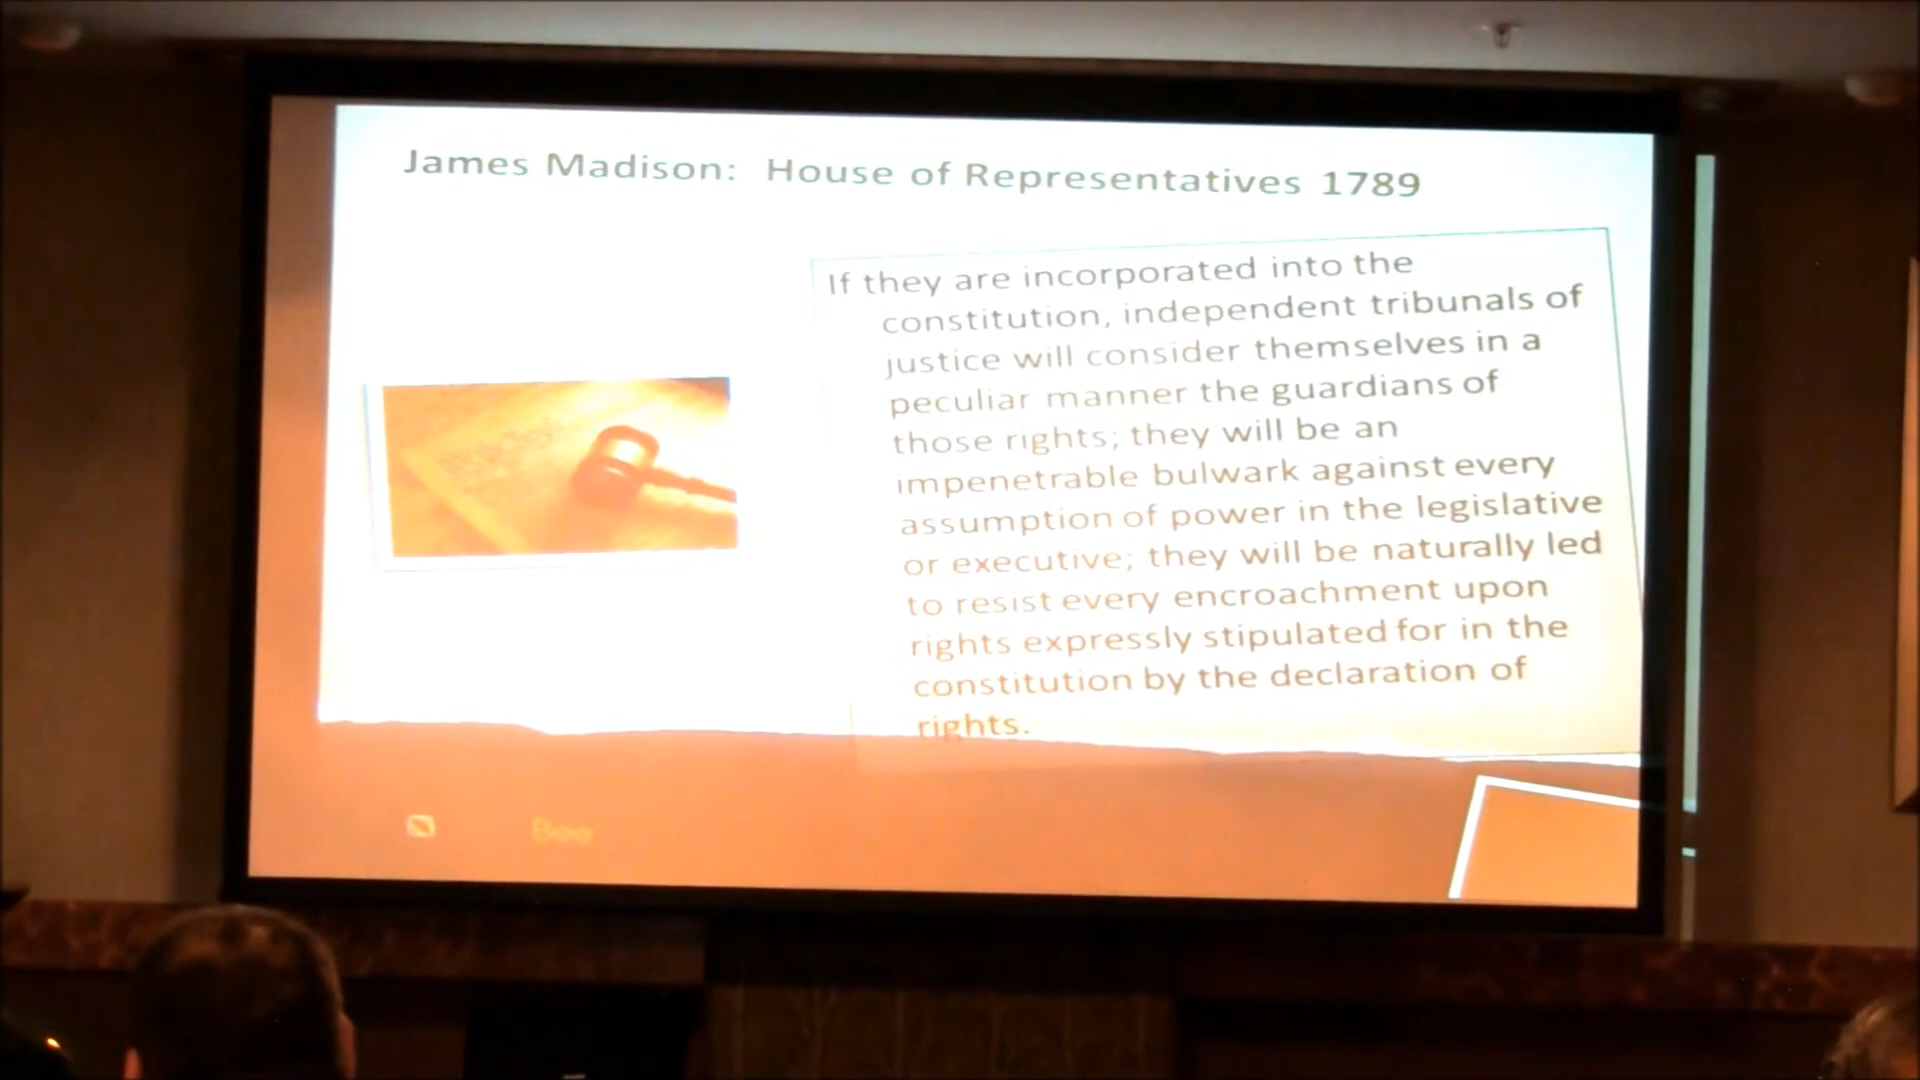 James Madison: House of Representatives 1789
If they are incorporated into the
constitution, independent tribunals of
justice will consider themselves in a
peculiar manner the guardians of
those rights; they will be an
impenetrable bulwark against every
assumption of power in the legislative
or executive; they will be naturally led
to resist every encroachment upon
rights expressly stipulated for in the
constitution by the declaration of
rights.